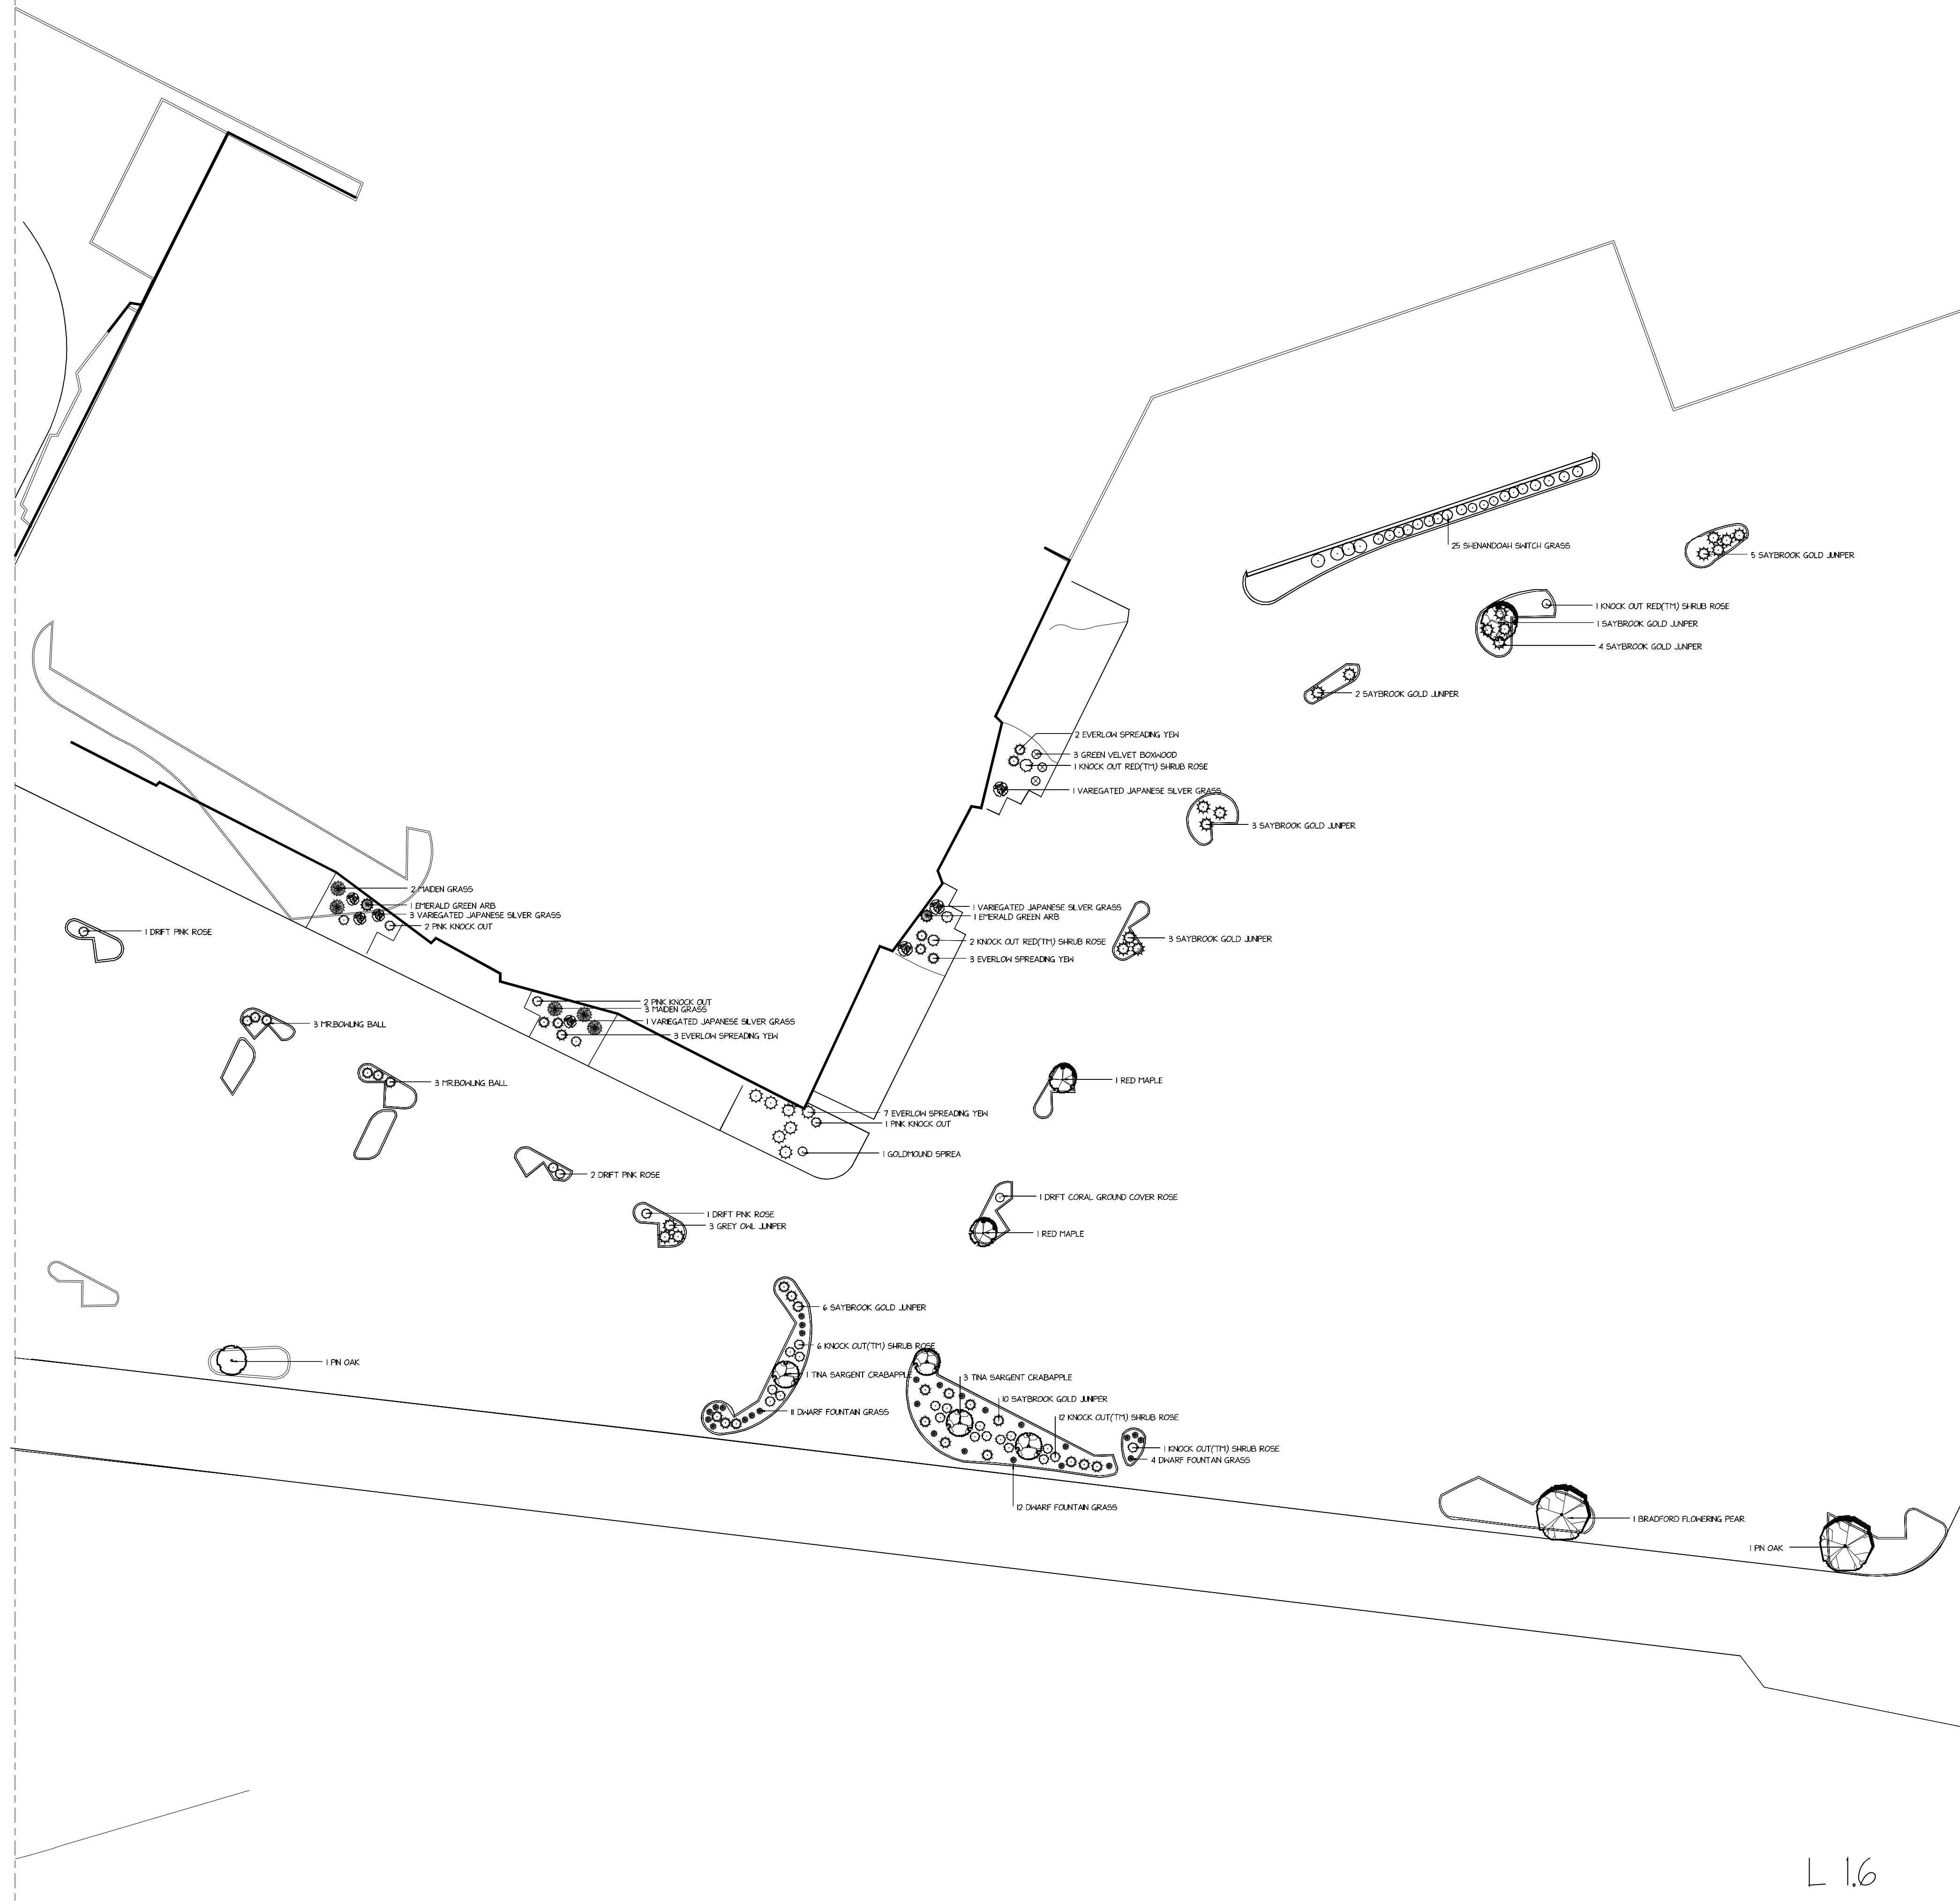 25 SHENANDOAH SWITCH GRASS
5 SAYBROOK GOLD JUNIPER
1 KNOCK OUT RED(TM) SHRUB ROSE
1 SAYBROOK GOLD JUNIPER
4 SAYBROOK GOLD JUNIPER
2 SAYBROOK GOLD JUNIPER
2 EVERLOW SPREADING YEW
3 GREEN VELVET BOXWOOD
1 KNOCK OUT RED(TM) SHRUB ROSE
1 VARIEGATED JAPANESE SILVER GRASS
3 SAYBROOK GOLD JUNIPER
2 MAIDEN GRASS
1 EMERALD GREEN ARB
3 VARIEGATED JAPANESE SILVER GRASS
2 PINK KNOCK OUT
1 DRIFT PINK ROSE
1 VARIEGATED JAPANESE SILVER GRASS
1 EMERALD GREEN ARB
2 KNOCK OUT RED(TM) SHRUB ROSE
3 EVERLOW SPREADING YEW
3 SAYBROOK GOLD JUNIPER
2 PINK KNOCK OUT
3 MAIDEN GRASS
1 VARIEGATED JAPANESE SILVER GRASS
3 EVERLOW SPREADING YEW
3 MR.BOWLING BALL
3 MR.BOWLING BALL
1 RED MAPLE
7 EVERLOW SPREADING YEW
1 PINK KNOCK OUT
1 GOLDMOUND SPIREA
2 DRIFT PINK ROSE
1 DRIFT CORAL GROUND COVER ROSE
1 DRIFT PINK ROSE
3 GREY OWL JUNIPER
1 RED MAPLE
6 SAYBROOK GOLD JUNIPER
6 KNOCK OUT(TM) SHRUB ROSE
1 PIN OAK
1 TINA SARGENT CRABAPPLE
3 TINA SARGENT CRABAPPLE
10 SAYBROOK GOLD JUNIPER
11 DWARF FOUNTAIN GRASS
12 KNOCK OUT(TM) SHRUB ROSE
1 KNOCK OUT(TM) SHRUB ROSE
4 DWARF FOUNTAIN GRASS
12 DWARF FOUNTAIN GRASS
1 BRADFORD FLOWERING PEAR
1 PIN OAK
L 1.6